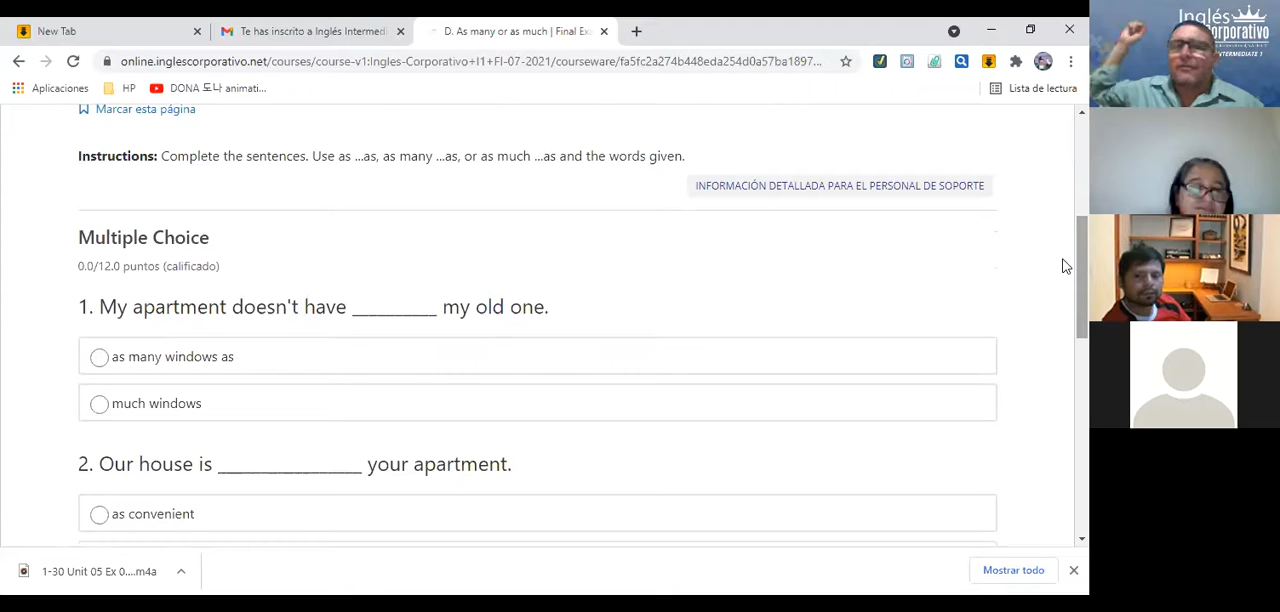 New Tab
Te has inscrito a Inglés Intermedi
D. As many or as much | Final Ex
online.inglescorporativo.net/courses/course-v1:Ingles-Corporativo+I1+FI-07-2021/courseware/fa5fc2a274b448eda254d0a57ba1897...
Aplicaciones
HP
DONA 도나 animati...
Lista de lectura
Marcar esta página
Instructions: Complete the sentences. Use as ...as, as many ...as, or as much ...as and the words given.
INFORMACIÓN DETALLADA PARA EL PERSONAL DE SOPORTE
Multiple Choice
0.0/12.0 puntos (calificado)
1. My apartment doesn't have __________ my old one.
as many windows as
much windows
2. Our house is _________________ your apartment.
as convenient
1-30 Unit 05 Ex 0....m4a
Mostrar todo
Inglés
corporativo
INTERMEDIATE 1